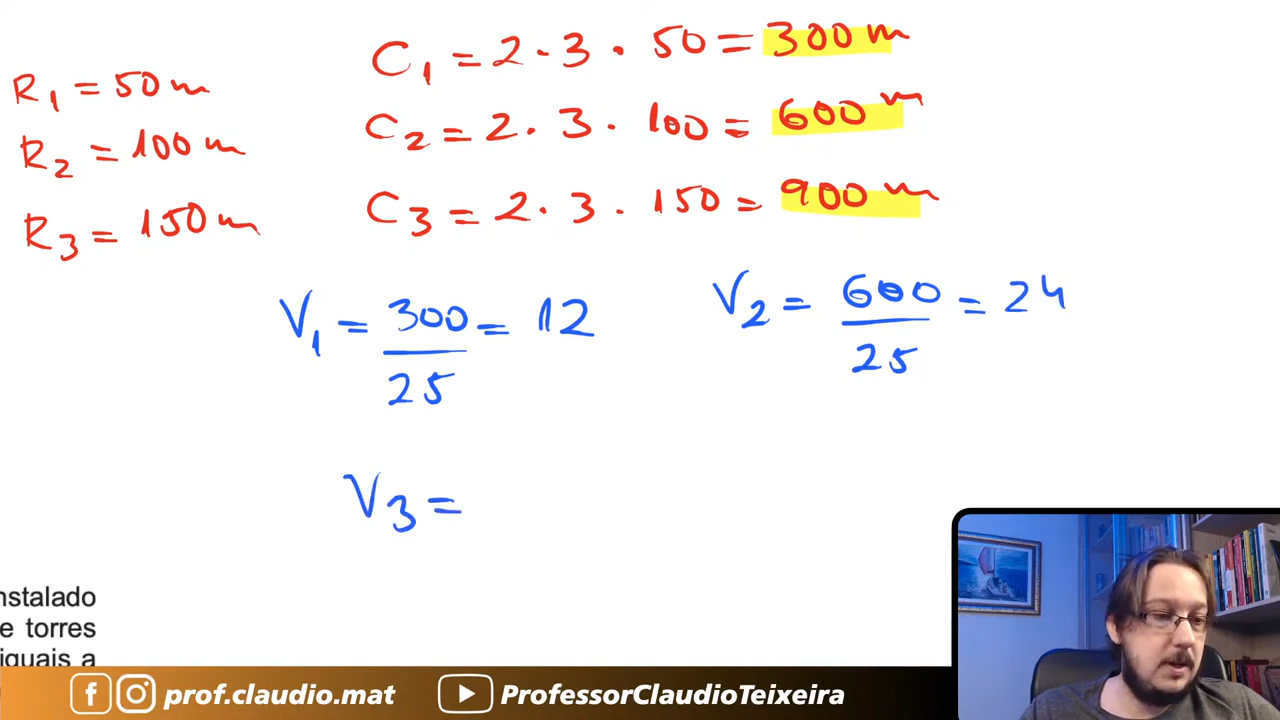 R1 = 50 m
R2 = 100 m
R3 = 150 m
C1 = 2 · 3 · 50 = 300 m
C2 = 2 · 3 · 100 = 600 m
C3 = 2 · 3 · 150 = 900 m
V1 = 300/25 = 12
V2 = 600/25 = 24
V3 =
nstalado
e torres
iguais a
prof.claudio.mat
ProfessorClaudioTeixeira